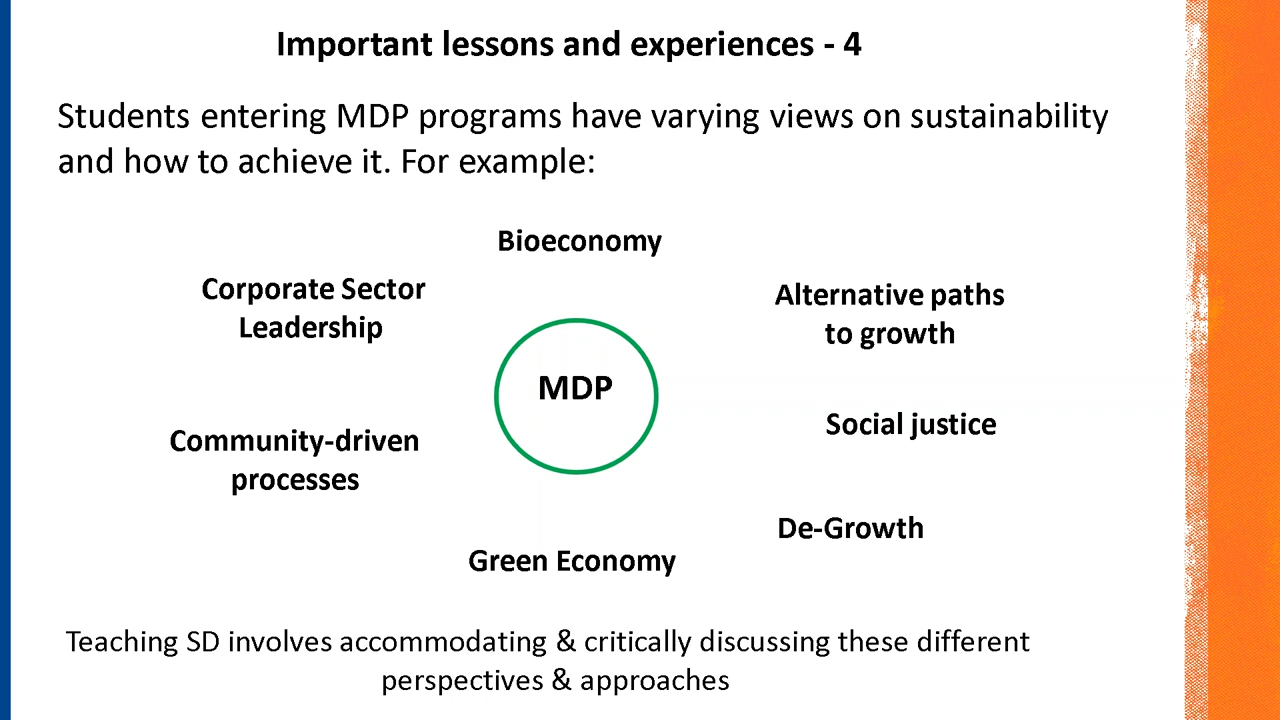 Important lessons and experiences - 4
Students entering MDP programs have varying views on sustainability
and how to achieve it. For example:
Bioeconomy
Corporate Sector
Leadership
Alternative paths
to growth
MDP
Social justice
Community-driven
processes
De-Growth
Green Economy
Teaching SD involves accommodating & critically discussing these different
perspectives & approaches